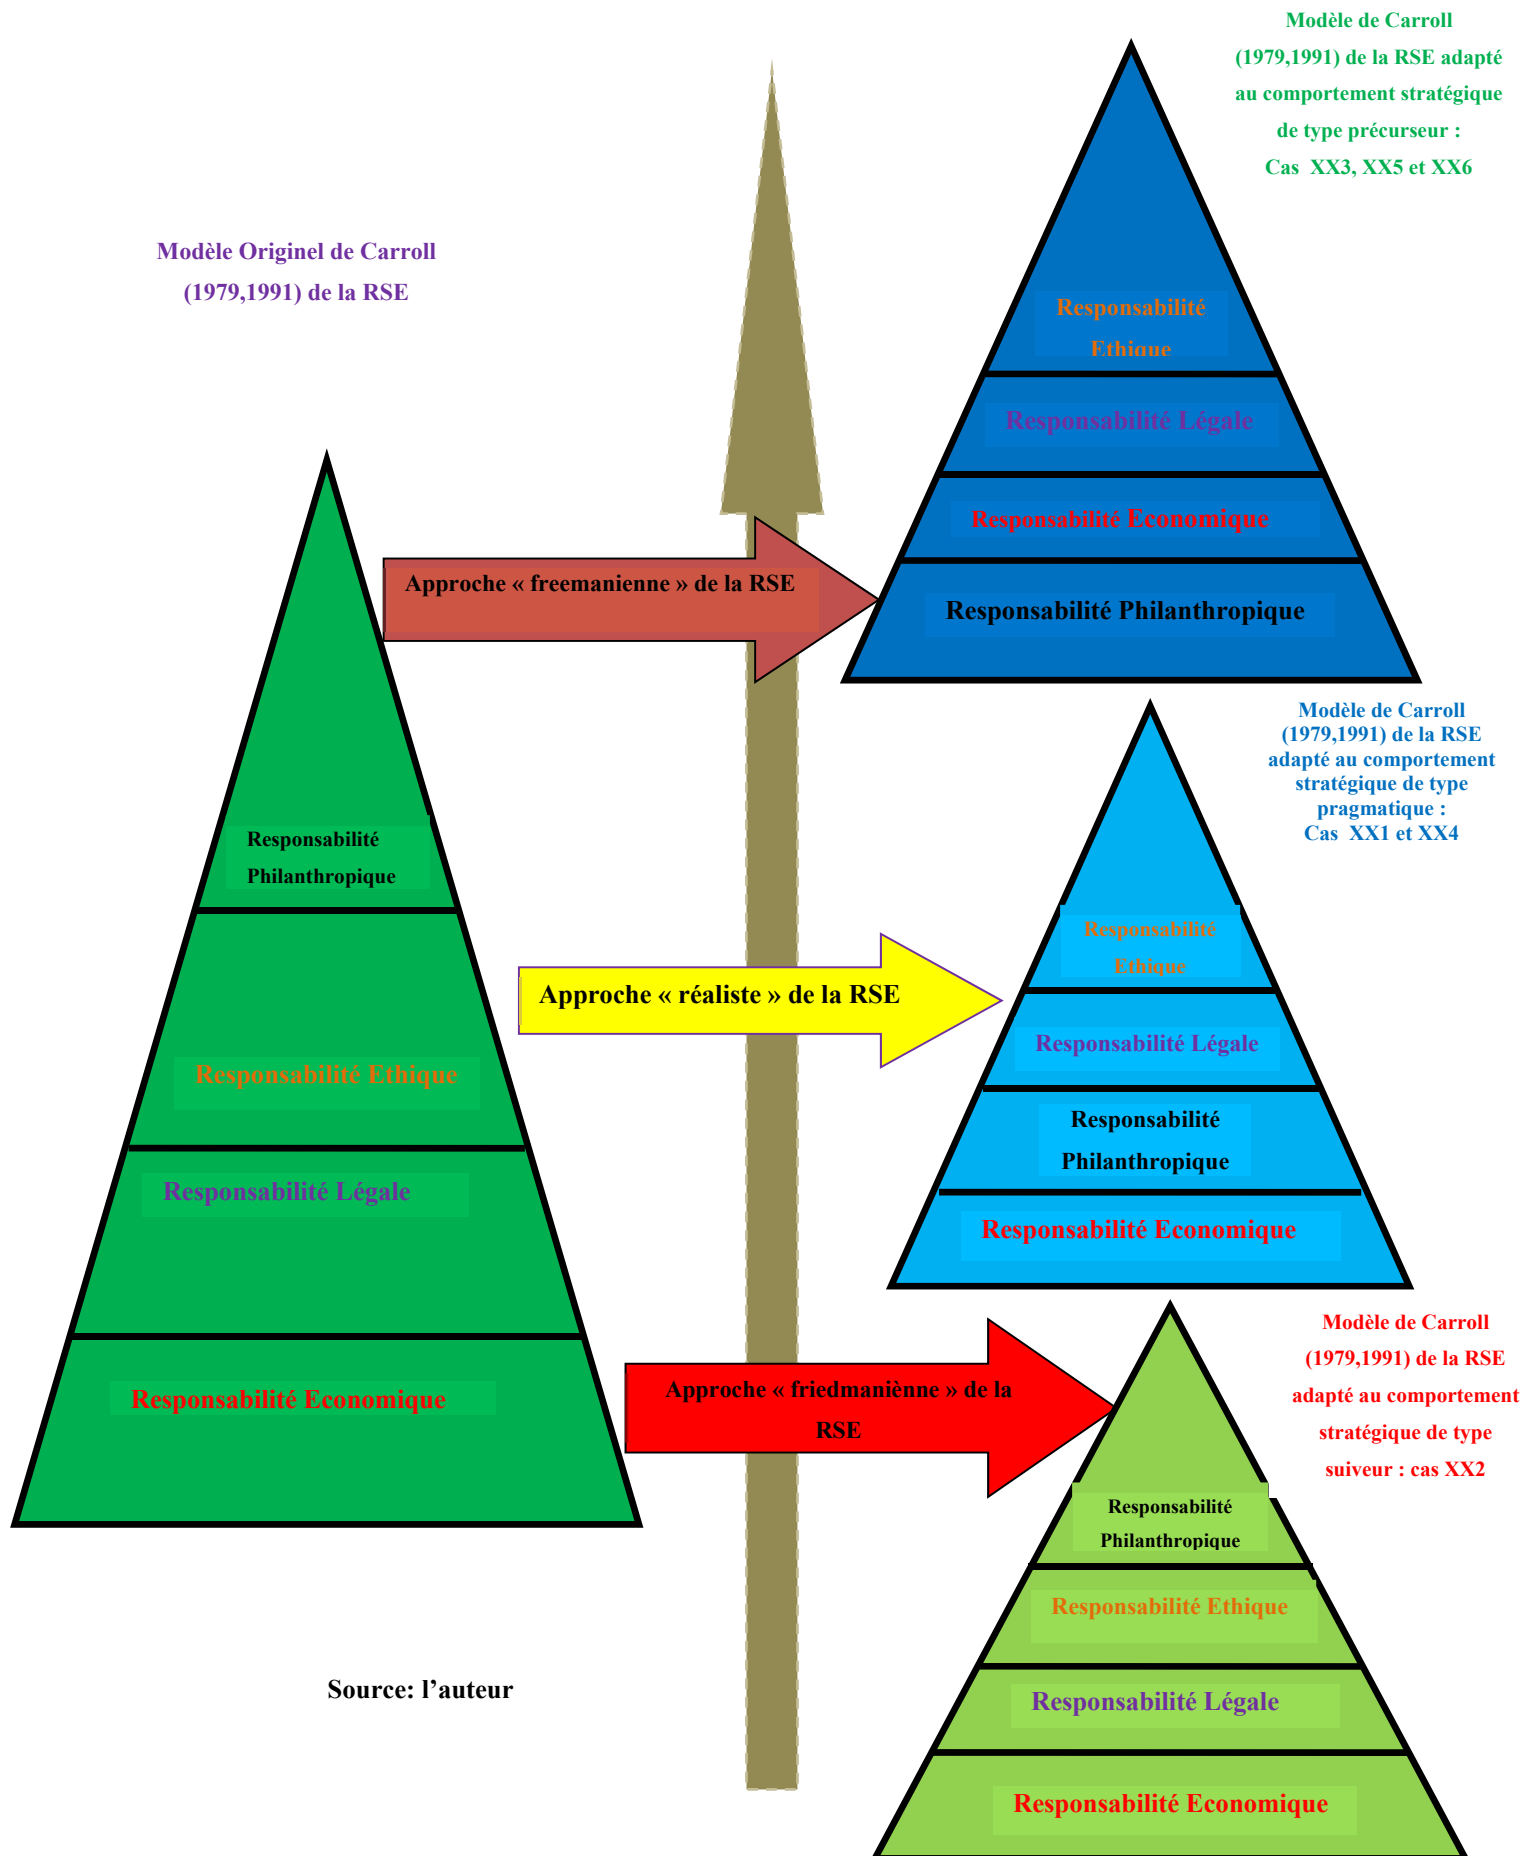 Modèle Originel de Carroll
(1979,1991) de la RSE
Responsabilité
Philanthropique
Responsabilité Ethique
Responsabilité Légale
Responsabilité Economique
Source: l’auteur
Approche « freemanienne » de la RSE
Approche « réaliste » de la RSE
Approche « friedmaniènne » de la
RSE
Modèle de Carroll
(1979,1991) de la RSE adapté
au comportement stratégique
de type précurseur :
Cas XX3, XX5 et XX6
Responsabilité
Ethique
Responsabilité Légale
Responsabilité Economique
Responsabilité Philanthropique
Modèle de Carroll
(1979,1991) de la RSE
adapté au comportement
stratégique de type
pragmatique :
Cas XX1 et XX4
Responsabilité
Ethique
Responsabilité Légale
Responsabilité
Philanthropique
Responsabilité Economique
Modèle de Carroll
(1979,1991) de la RSE
adapté au comportement
stratégique de type
suiveur : cas XX2
Responsabilité
Philanthropique
Responsabilité Ethique
Responsabilité Légale
Responsabilité Economique